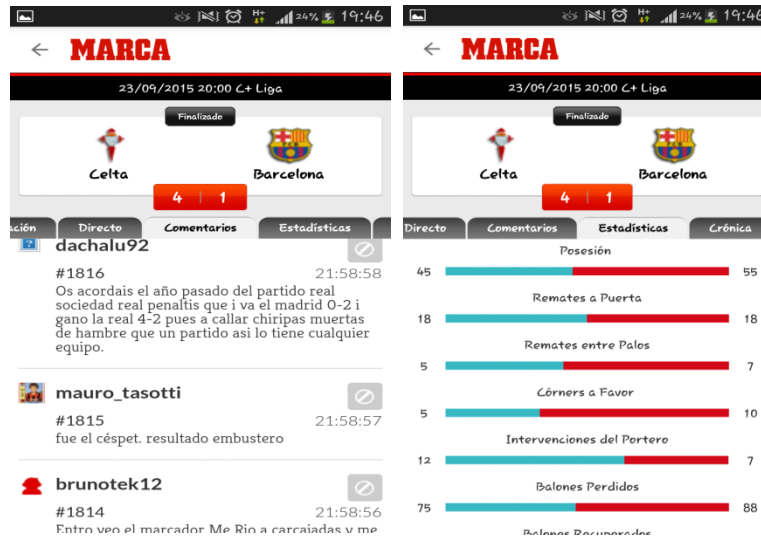 24% 19:46
MARCA
23/09/2015 20:00 C+ Liga
Finalizado
Celta
Barcelona
4 | 1
ación
Directo
Comentarios
Estadísticas
dachalu92
#1816
21:58:58
Os acordais el año pasado del partido real
sociedad real penaltis que i va el madrid 0-2 i
gano la real 4-2 pues a callar chiripas muertas
de hambre que un partido asi lo tiene cualquier
equipo.
mauro_tasotti
#1815
21:58:57
fue el céspet. resultado embustero
brunotek12
#1814
21:58:56
Entro veo el marcador Me Rio a carcajadas y me
24% 19:46
MARCA
23/09/2015 20:00 C+ Liga
Finalizado
Celta
Barcelona
4 | 1
Directo
Comentarios
Estadísticas
Crónica
Posesión
45 55
Remates a Puerta
18 18
Remates entre Palos
5 7
Córners a Favor
5 10
Intervenciones del Portero
12 7
Balones Perdidos
75 88
Balones Recuperados